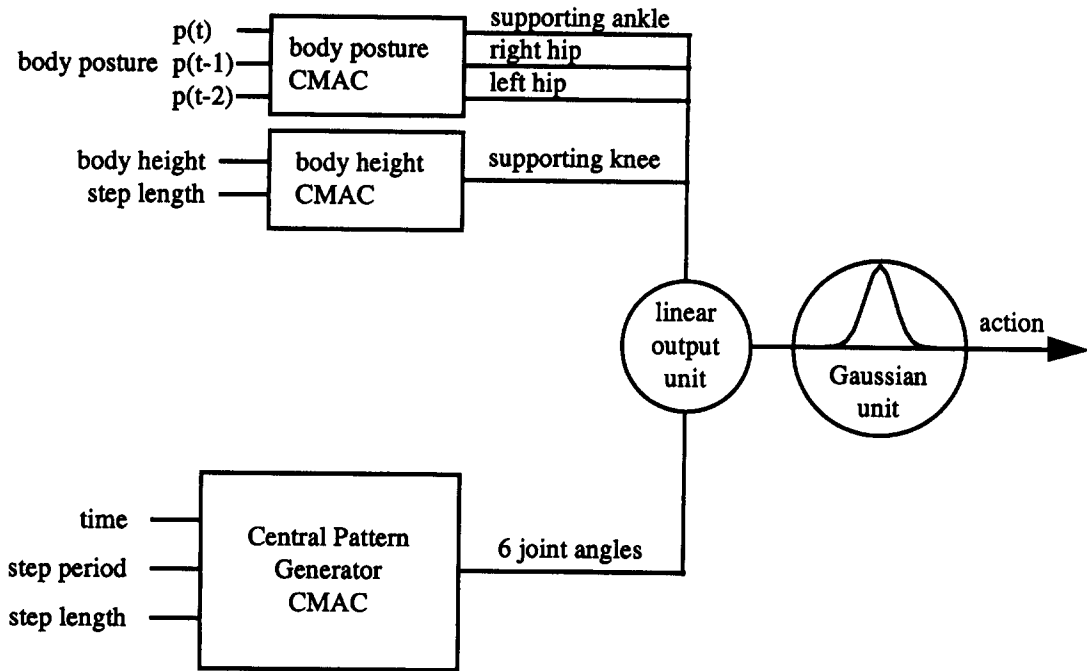 supporting ankle
p(t)
body posture
right hip
body posture p(t-1)
CMAC
left hip
p(t-2)
body height
body height
supporting knee
step length
CMAC
linear
output
unit
action
Gaussian
unit
time
Central Pattern
6 joint angles
step period
Generator
CMAC
step length